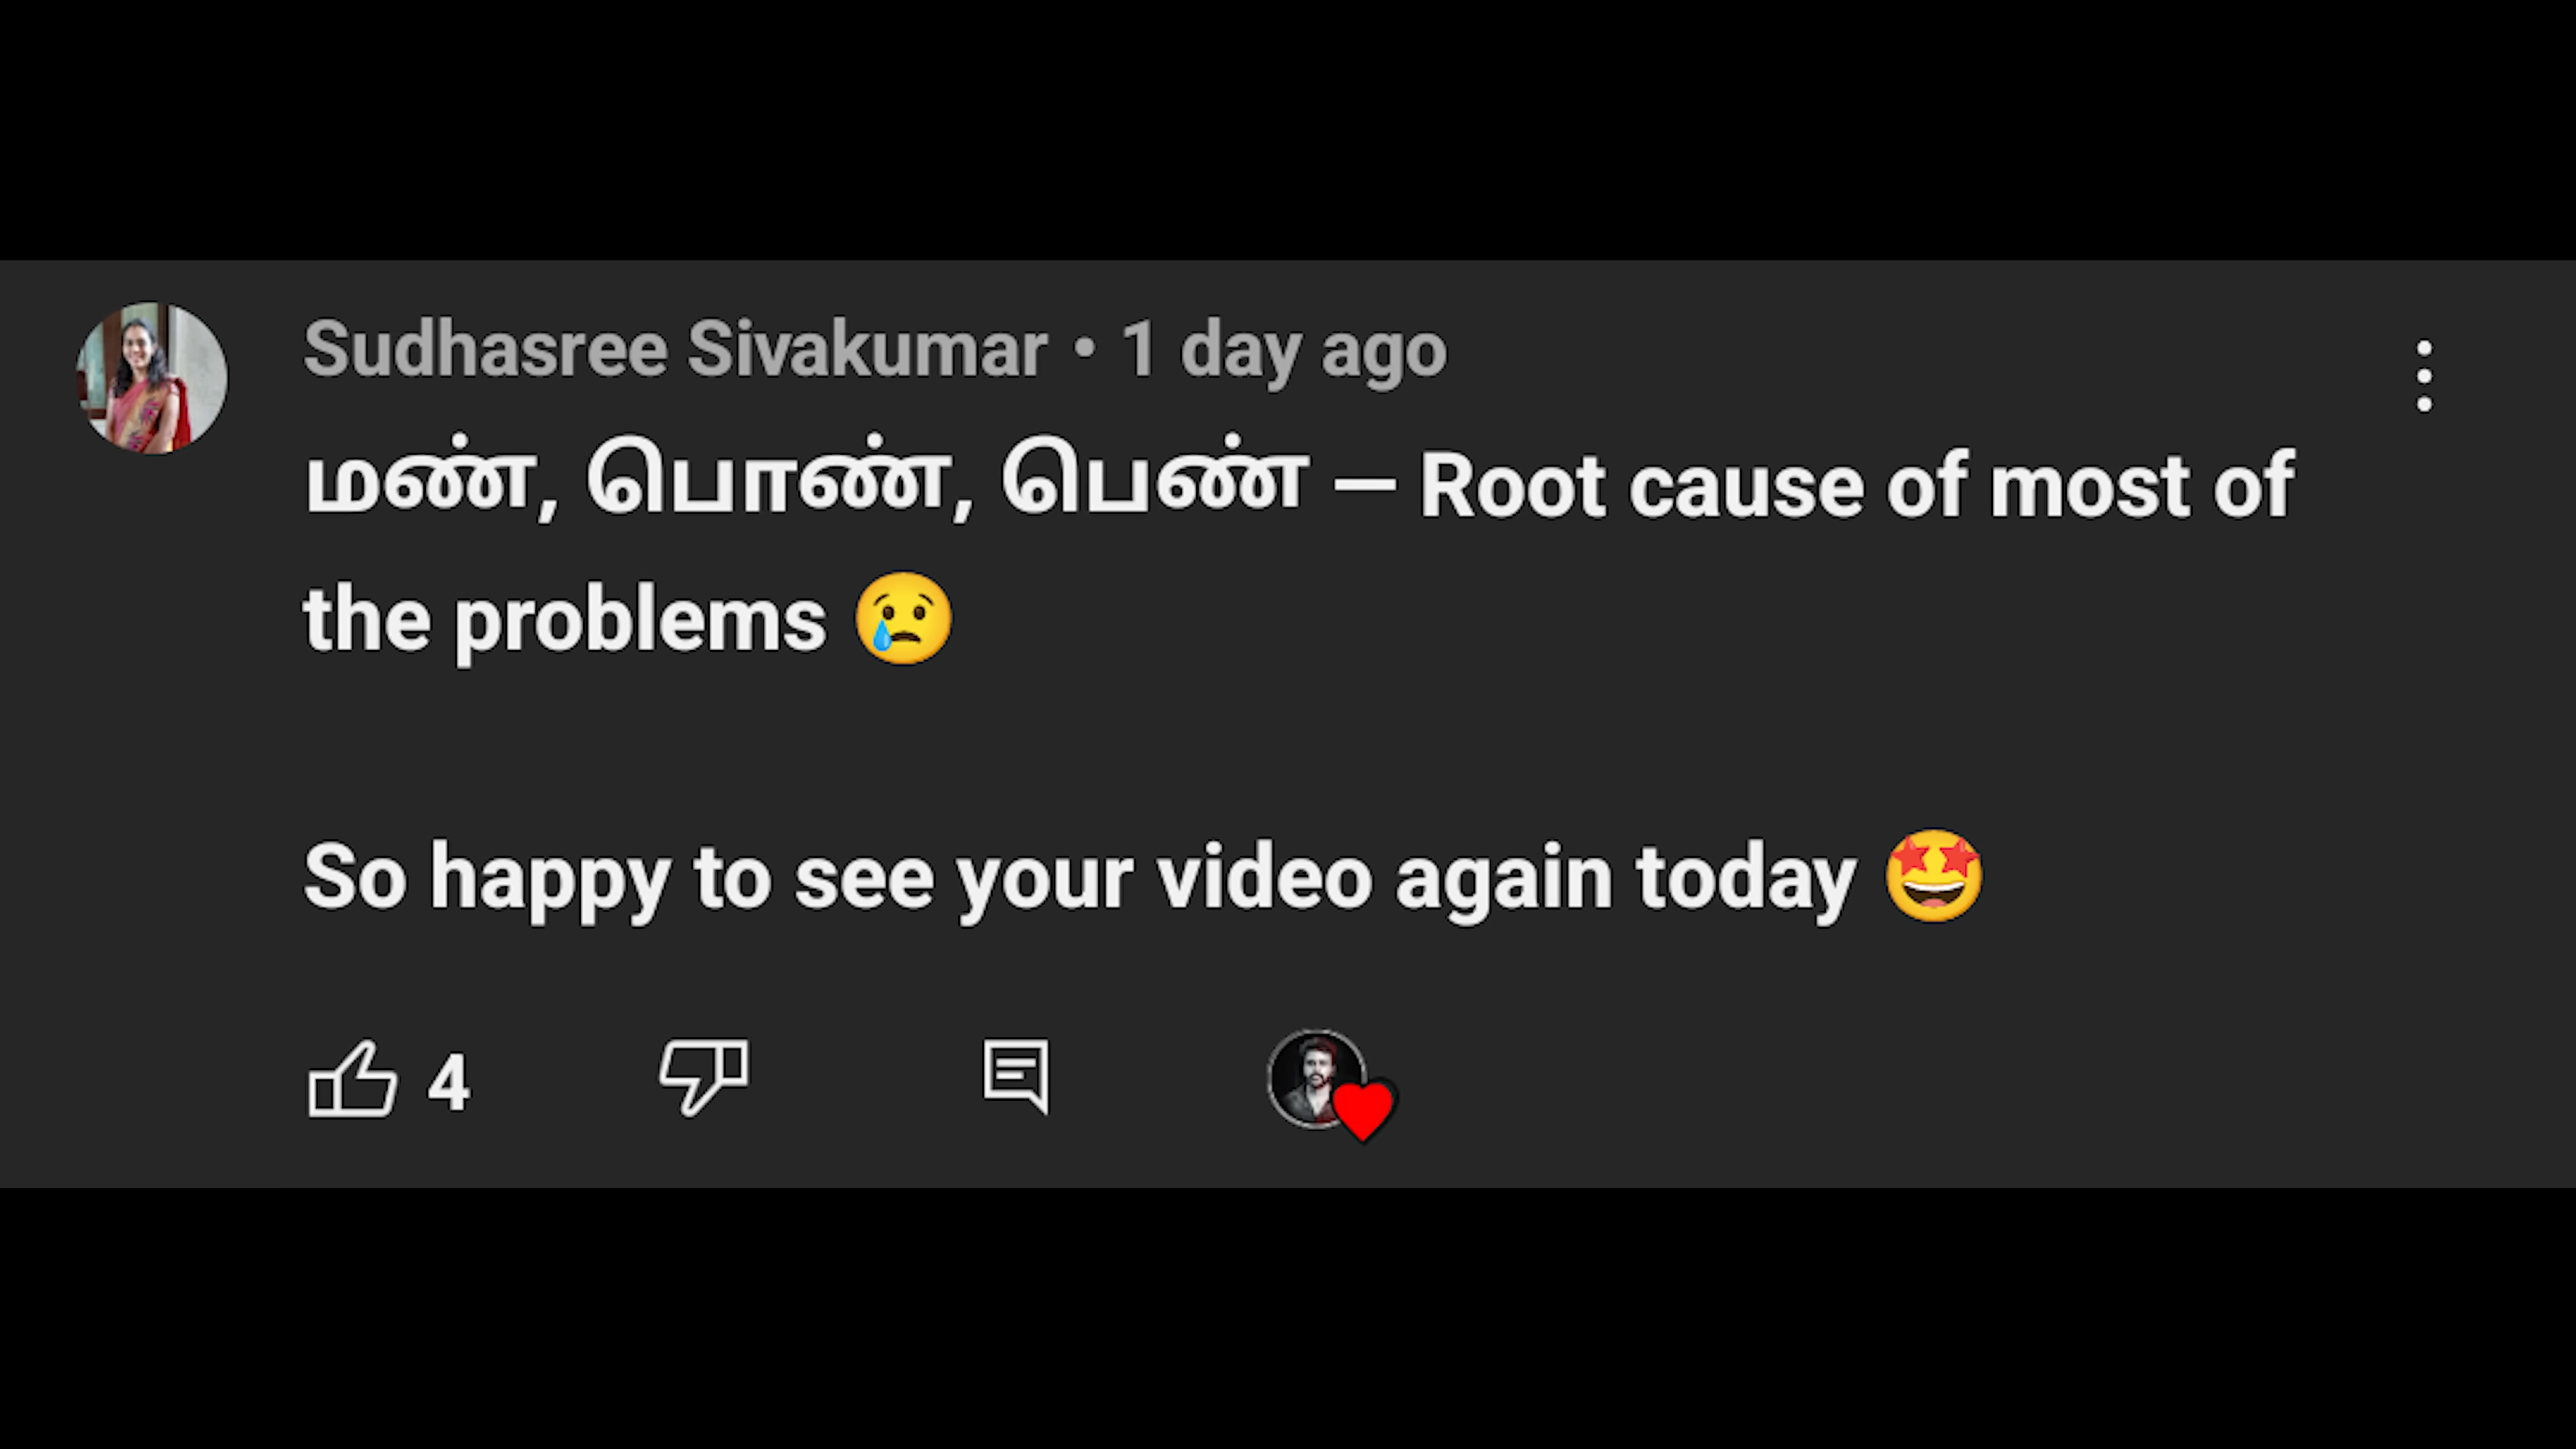 Sudhasree Sivakumar • 1 day ago
மண், பொண், பெண் — Root cause of most of
the problems 😢
So happy to see your video again today 🤩
4